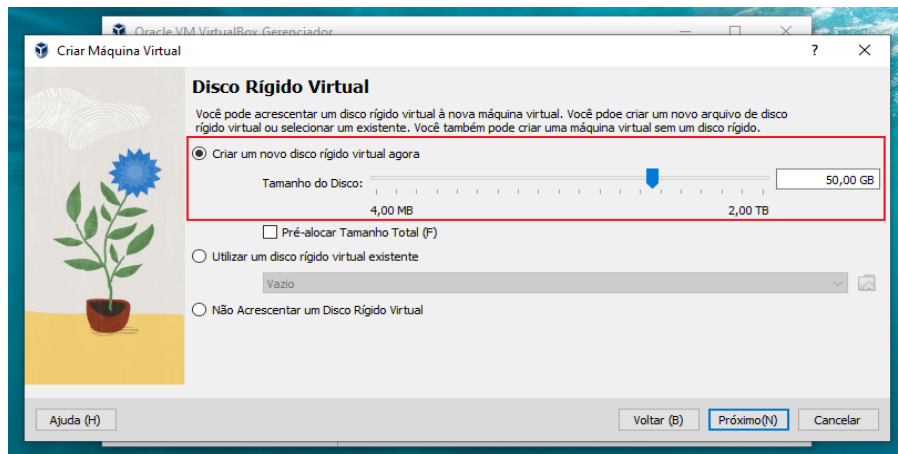 Oracle VM VirtualBox Gerenciador
Criar Máquina Virtual
?
Disco Rígido Virtual
Você pode acrescentar um disco rígido virtual à nova máquina virtual. Você pdoe criar um novo arquivo de disco
rígido virtual ou selecionar um existente. Você também pode criar uma máquina virtual sem um disco rígido.
Criar um novo disco rígido virtual agora
Tamanho do Disco:
50,00 GB
4,00 MB
2,00 TB
Pré-alocar Tamanho Total (F)
Utilizar um disco rígido virtual existente
Vazio
Não Acrescentar um Disco Rígido Virtual
Ajuda (H)
Voltar (B)
Próximo(N)
Cancelar